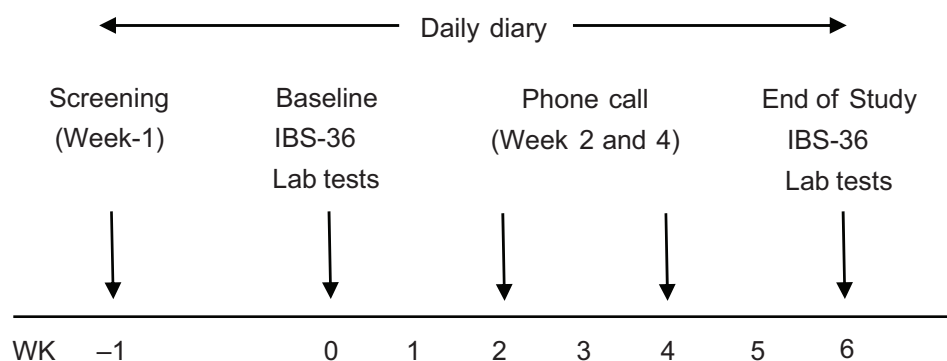 Daily diary
Screening
(Week-1)
Baseline
IBS-36
Lab tests
Phone call
(Week 2 and 4)
End of Study
IBS-36
Lab tests
WK –1 0 1 2 3 4 5 6